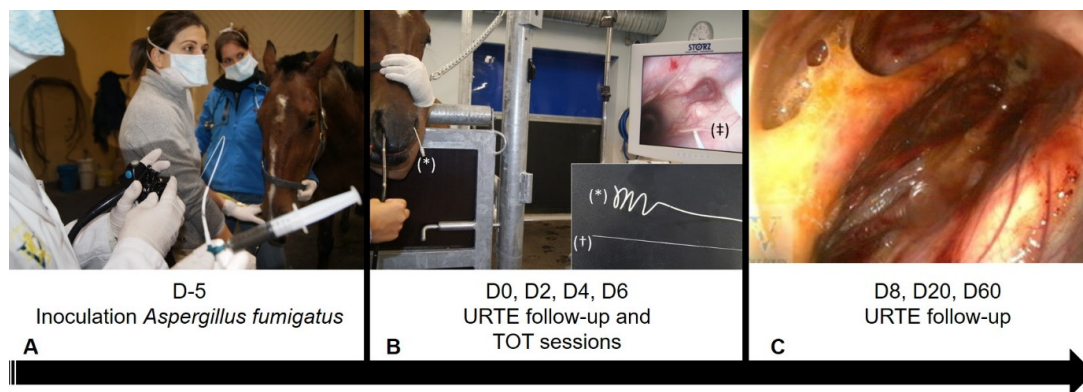 STORZ
(‡)
(*)
(*)
(†)
D-5
Inoculation Aspergillus fumigatus
A
D0, D2, D4, D6
URTE follow-up and
TOT sessions
B
D8, D20, D60
URTE follow-up
C